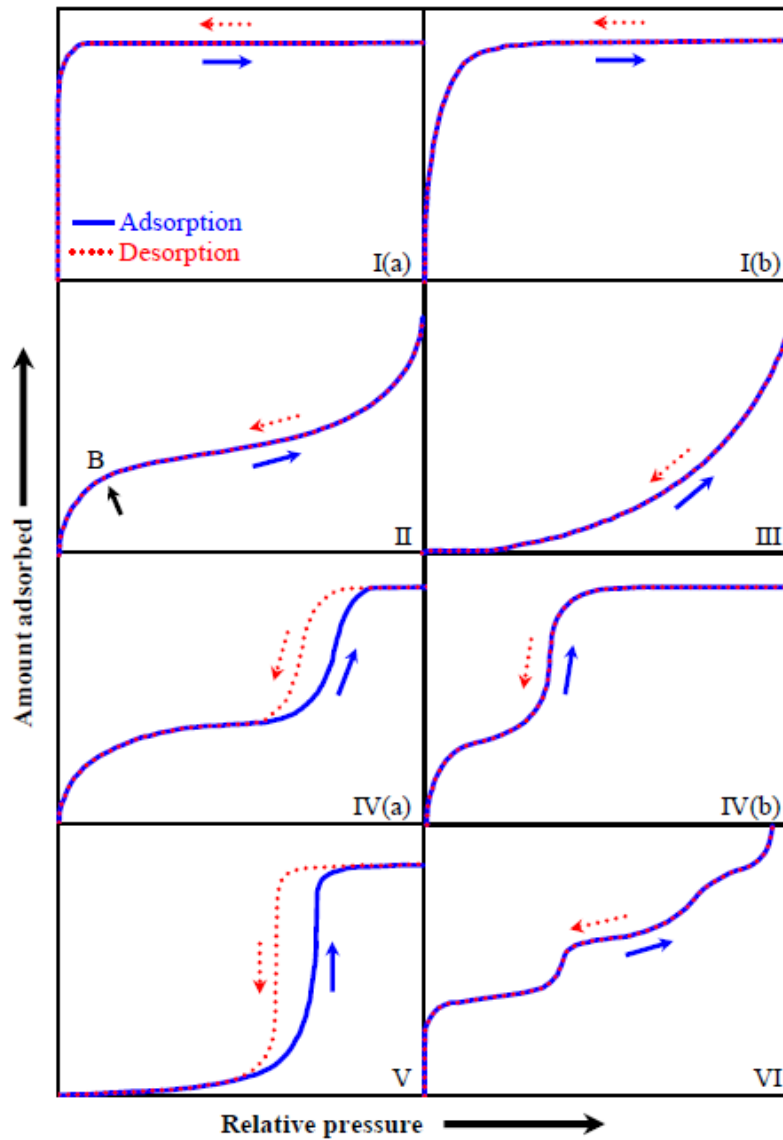 Adsorption
Desorption
I(a)
I(b)
B
II
III
IV(a)
IV(b)
V
VI
Amount adsorbed
Relative pressure